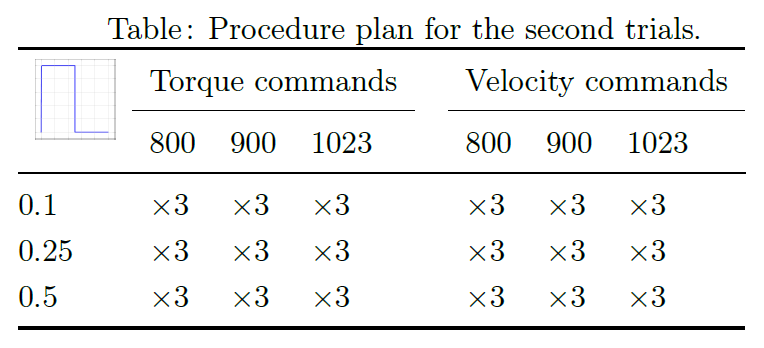 Table: Procedure plan for the second trials.
Torque commands Velocity commands
800 900 1023 800 900 1023
0.1 ×3 ×3 ×3 ×3 ×3 ×3
0.25 ×3 ×3 ×3 ×3 ×3 ×3
0.5 ×3 ×3 ×3 ×3 ×3 ×3